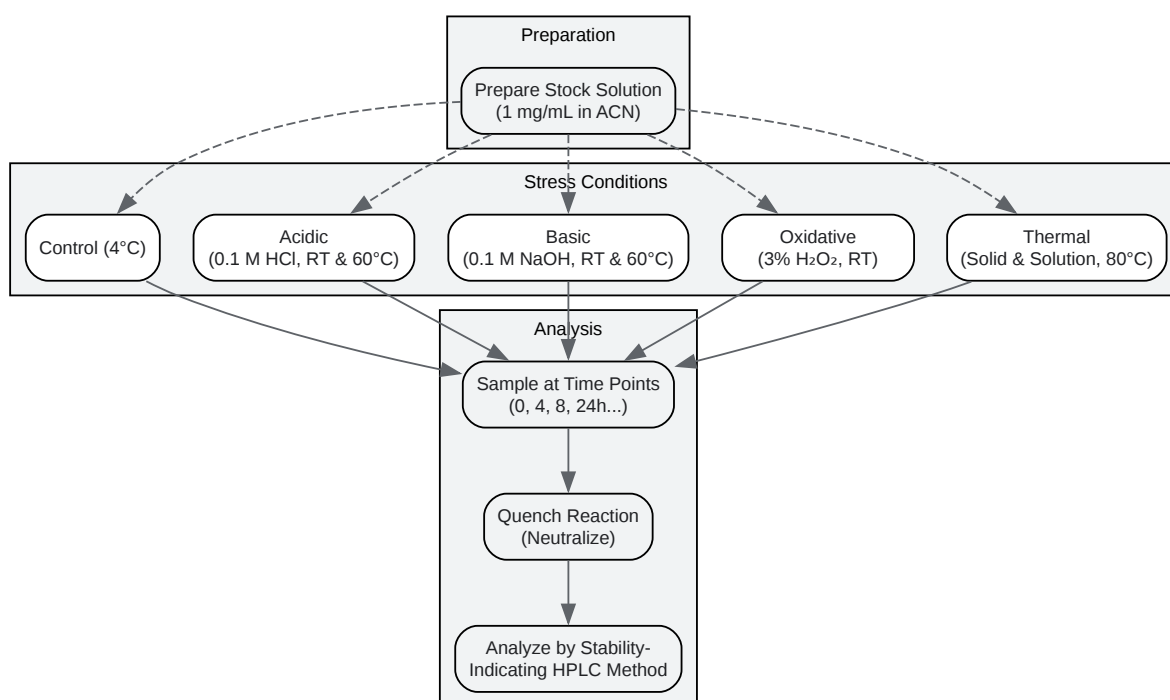 Preparation
Prepare Stock Solution
(1 mg/mL in ACN)
Stress Conditions
Control (4°C)
Acidic
(0.1 M HCl, RT & 60°C)
Basic
(0.1 M NaOH, RT & 60°C)
Oxidative
(3% H₂O₂, RT)
Thermal
(Solid & Solution, 80°C)
Analysis
Sample at Time Points
(0, 4, 8, 24h...)
Quench Reaction
(Neutralize)
Analyze by Stability-
Indicating HPLC Method